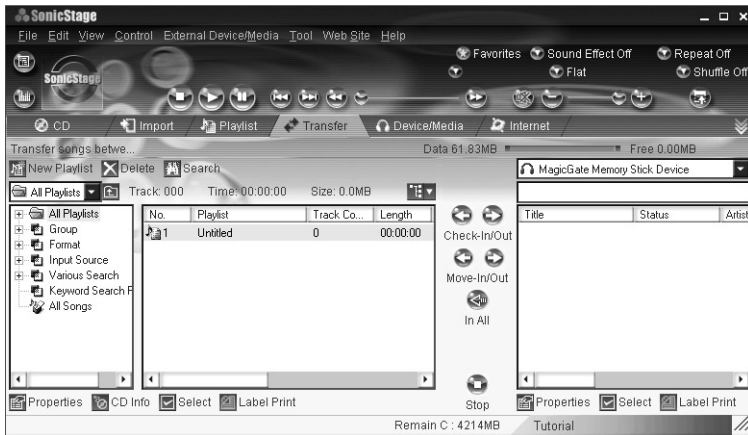 SonicStage
File Edit View Control External Device/Media Tool Web Site Help
Favorites Sound Effect Off Repeat Off
SonicStage
Flat Shuffle Off
CD Import Playlist Transfer Device/Media Internet
Transfer songs betwe... Data 61.83MB Free 0.00MB
New Playlist Delete Search MagicGate Memory Stick Device
All Playlists Track: 000 Time: 00:00:00 Size: 0.0MB
All Playlists No. Playlist Track Co... Length Title Status Artist
Group 1 Untitled 0 00:00:00
Format
Input Source
Various Search
Keyword Search F
All Songs
Check-In/Out
Move-In/Out
In All
Stop
Properties CD Info Select Label Print Properties Select Label Print
Remain C : 4214MB Tutorial